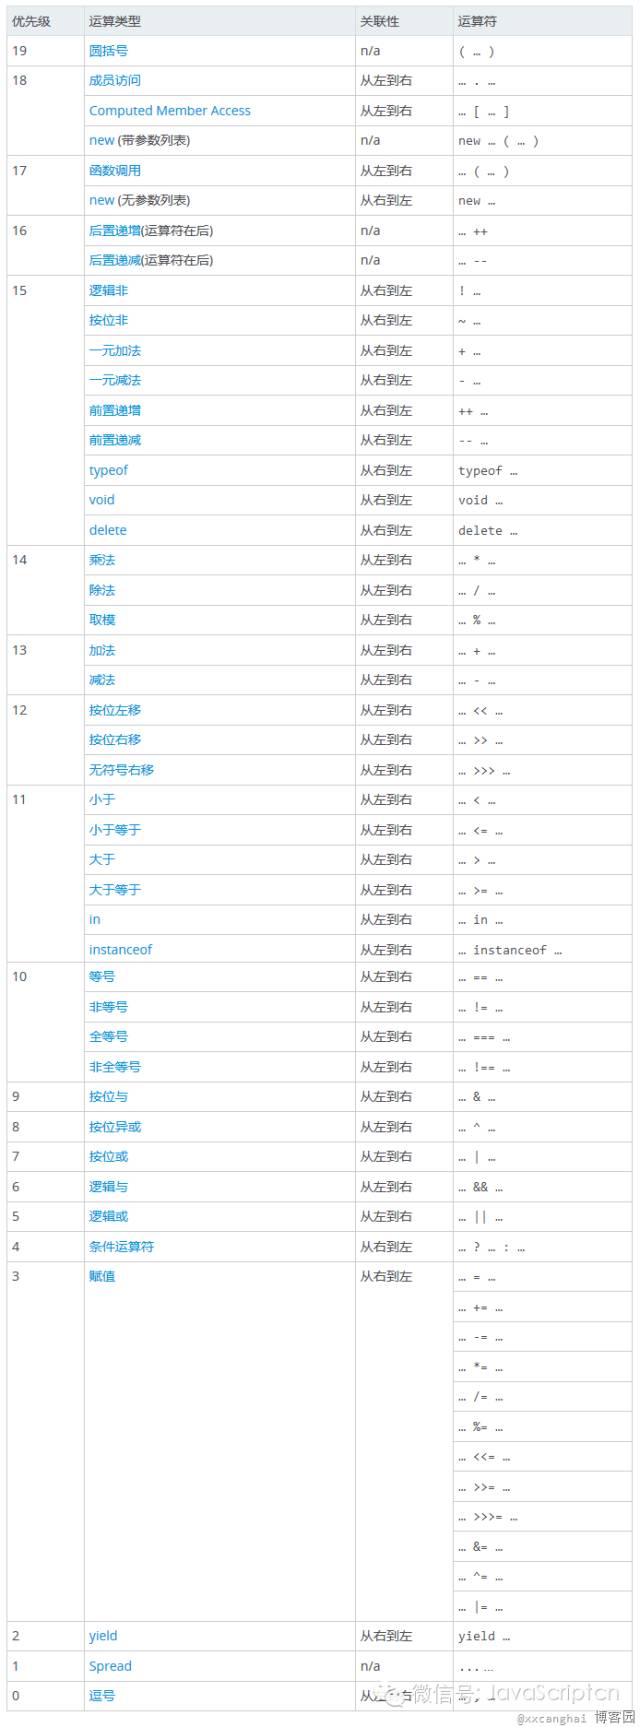 优先级 运算类型 关联性 运算符
19 圆括号 n/a ( … )
18 成员访问 从左到右 … . …
Computed Member Access 从左到右 … [ … ]
new (带参数列表) n/a new … ( … )
17 函数调用 从左到右 … ( … )
new (无参数列表) 从右到左 new …
16 后置递增(运算符在后) n/a … ++
后置递减(运算符在后) n/a … --
15 逻辑非 从右到左 ! …
按位非 从右到左 ~ …
一元加法 从右到左 + …
一元减法 从右到左 - …
前置递增 从右到左 ++ …
前置递减 从右到左 -- …
typeof 从右到左 typeof …
void 从右到左 void …
delete 从右到左 delete …
14 乘法 从左到右 … * …
除法 从左到右 … / …
取模 从左到右 … % …
13 加法 从左到右 … + …
减法 从左到右 … - …
12 按位左移 从左到右 … << …
按位右移 从左到右 … >> …
无符号右移 从左到右 … >>> …
11 小于 从左到右 … < …
小于等于 从左到右 … <= …
大于 从左到右 … > …
大于等于 从左到右 … >= …
in 从左到右 … in …
instanceof 从左到右 … instanceof …
10 等号 从左到右 … == …
非等号 从左到右 … != …
全等号 从左到右 … === …
非全等号 从左到右 … !== …
9 按位与 从左到右 … & …
8 按位异或 从左到右 … ^ …
7 按位或 从左到右 … | …
6 逻辑与 从左到右 … && …
5 逻辑或 从左到右 … || …
4 条件运算符 从右到左 … ? … : …
3 赋值 从右到左 … = …
… += …
… -= …
… *= …
… /= …
… %= …
… <<= …
… >>= …
… >>>= …
… &= …
… ^= …
… |= …
2 yield 从右到左 yield …
1 Spread n/a ... …
0 逗号 从左到右 … , …
微信号: JavaScriptcn
@xxcanghai 博客园